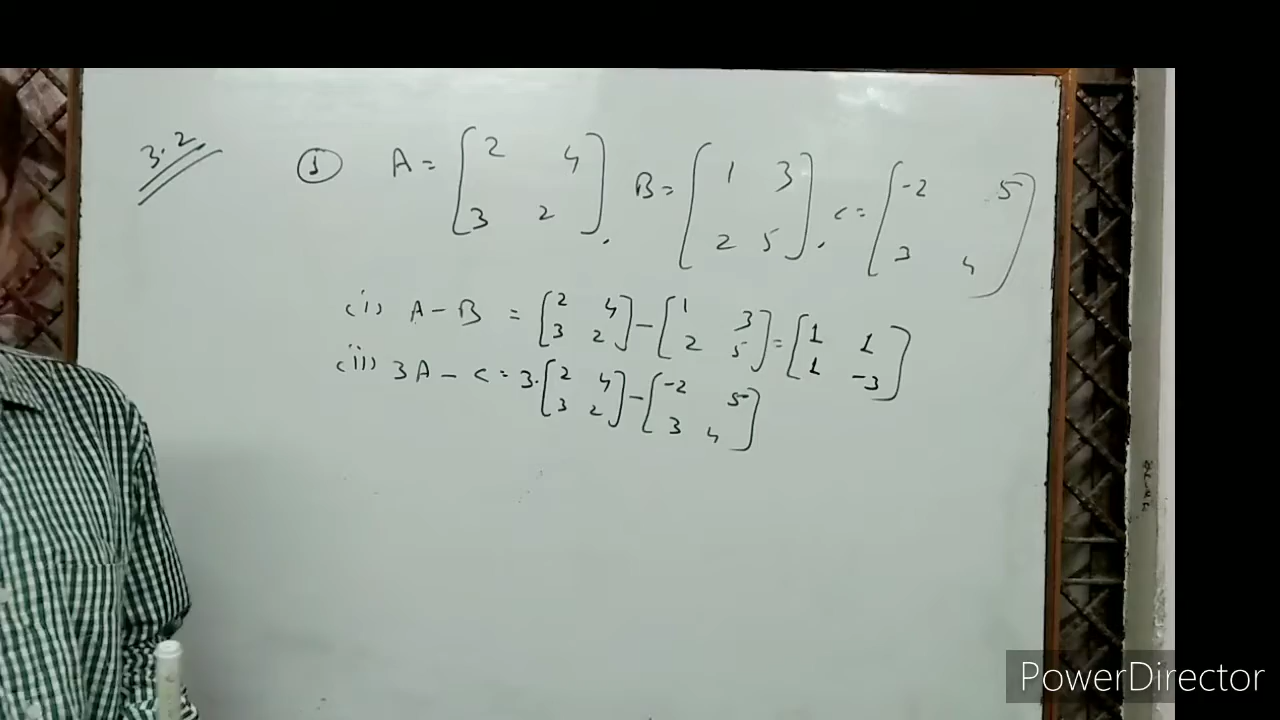 3.2
① A = [2 4
3 2], B = [1 3
2 5], C = [-2 5
3 4]
(i) A - B = [2 4
3 2] - [1 3
2 5] = [1 1
1 -3]
(ii) 3A - C = 3.[2 4
3 2] - [-2 5
3 4]
PowerDirector